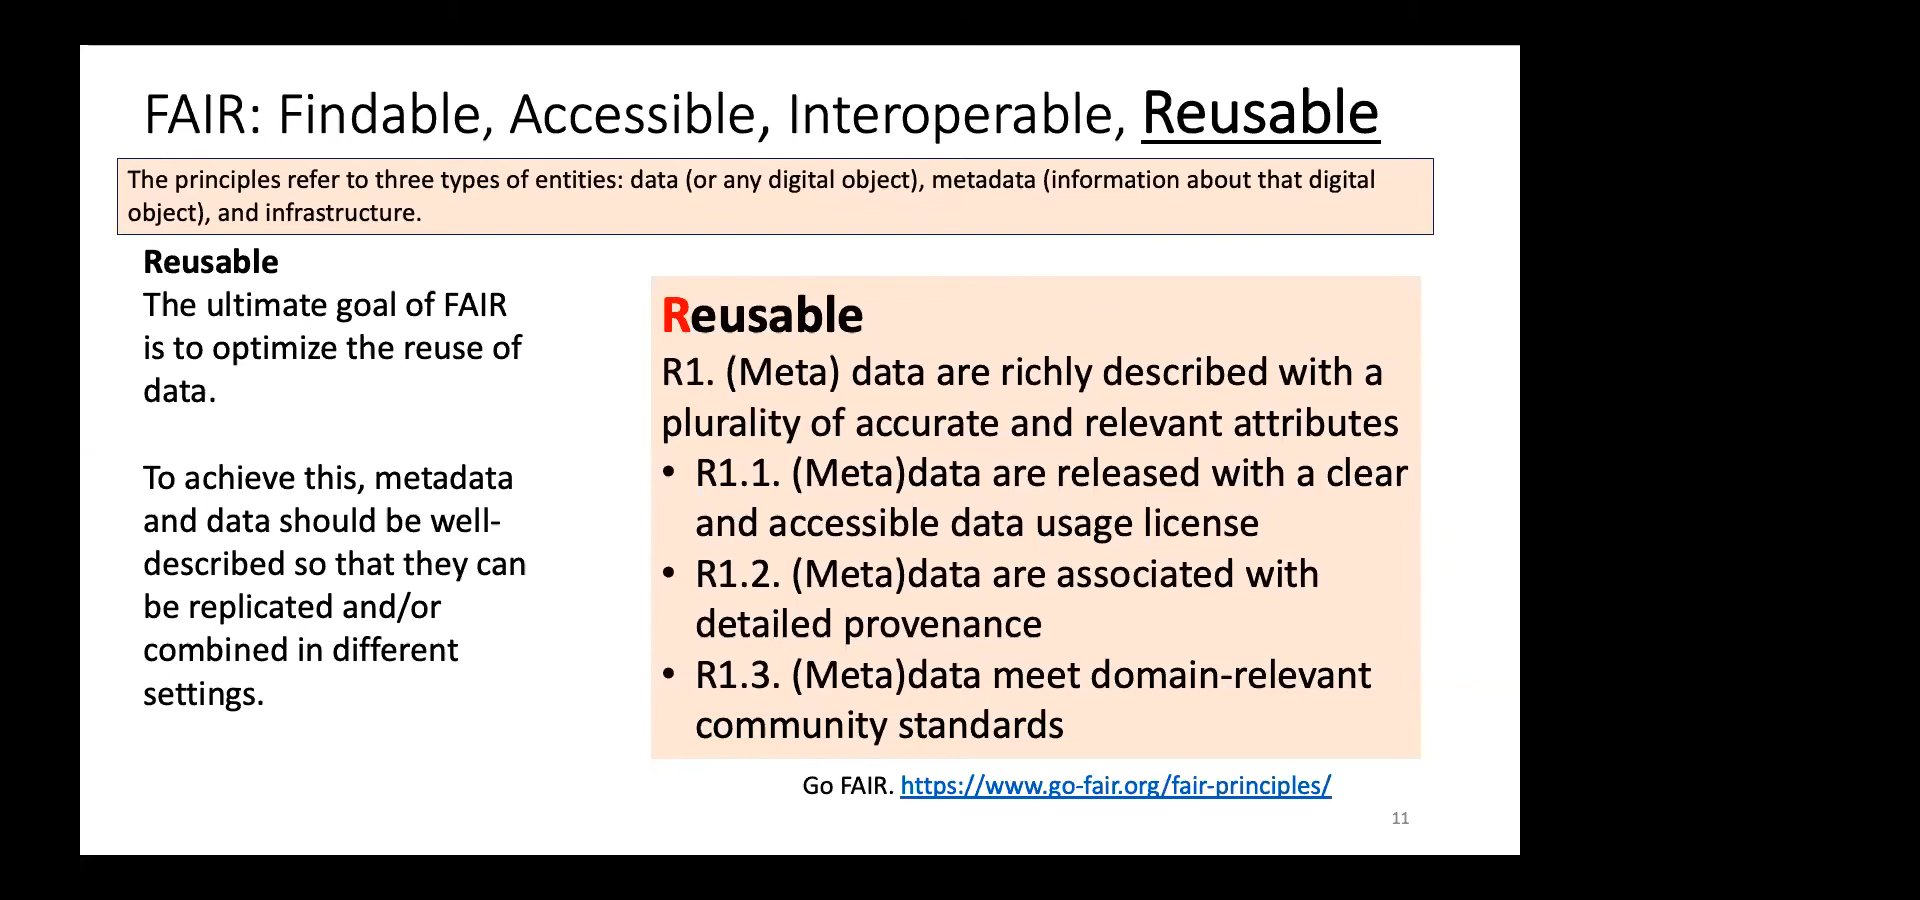 FAIR: Findable, Accessible, Interoperable, Reusable
The principles refer to three types of entities: data (or any digital object), metadata (information about that digital
object), and infrastructure.
Reusable
The ultimate goal of FAIR
is to optimize the reuse of
data.
To achieve this, metadata
and data should be well-
described so that they can
be replicated and/or
combined in different
settings.
Reusable
R1. (Meta) data are richly described with a
plurality of accurate and relevant attributes
• R1.1. (Meta)data are released with a clear
and accessible data usage license
• R1.2. (Meta)data are associated with
detailed provenance
• R1.3. (Meta)data meet domain-relevant
community standards
Go FAIR. https://www.go-fair.org/fair-principles/
11